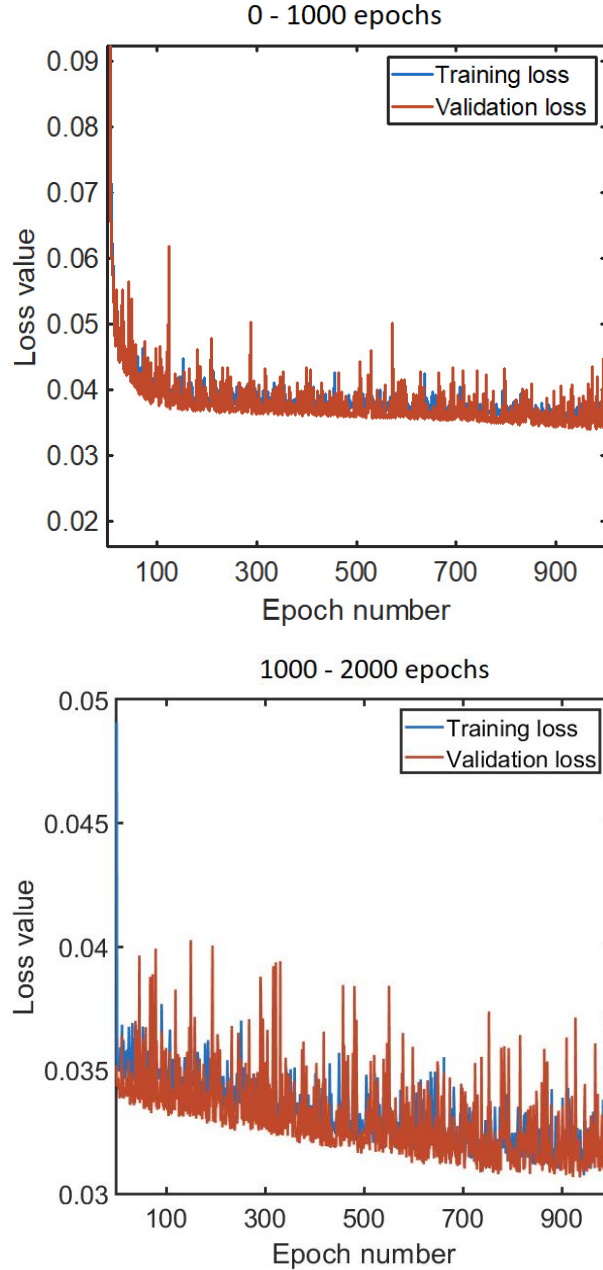 0 - 1000 epochs
Training loss
Validation loss
0.09
0.08
0.07
0.06
0.05
0.04
0.03
0.02
Loss value
100 300 500 700 900
Epoch number
1000 - 2000 epochs
Training loss
Validation loss
0.05
0.045
0.04
0.035
0.03
Loss value
100 300 500 700 900
Epoch number